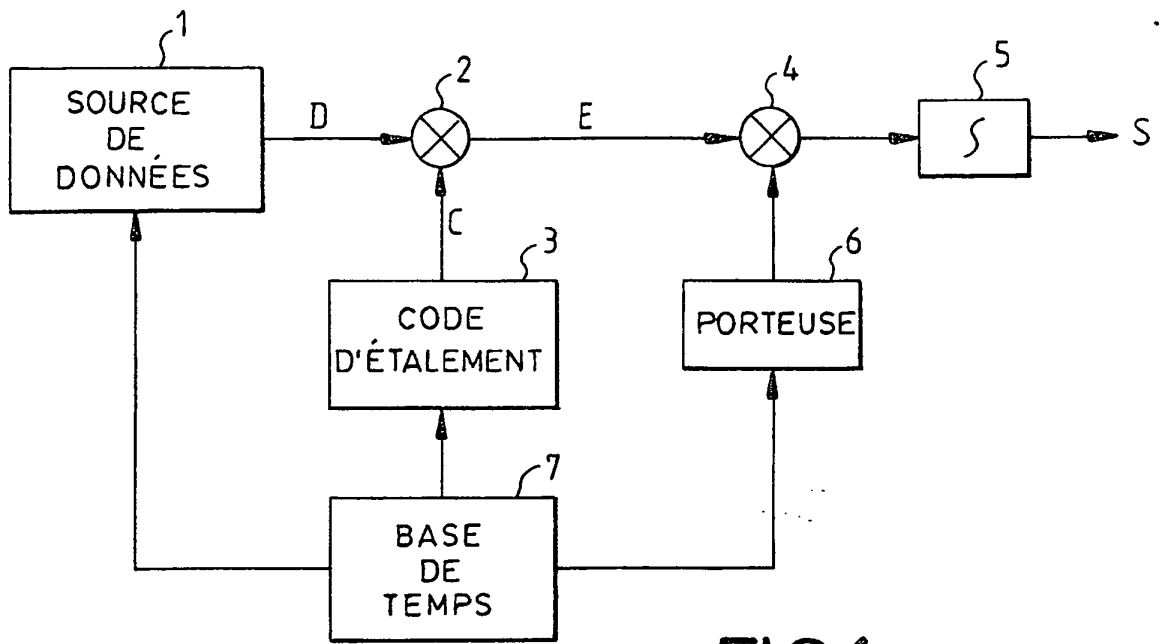 1
2
4
5
SOURCE
DE
DONNÉES
D
E
S
C
3
6
CODE
D'ÉTALEMENT
PORTEUSE
7
BASE
DE
TEMPS